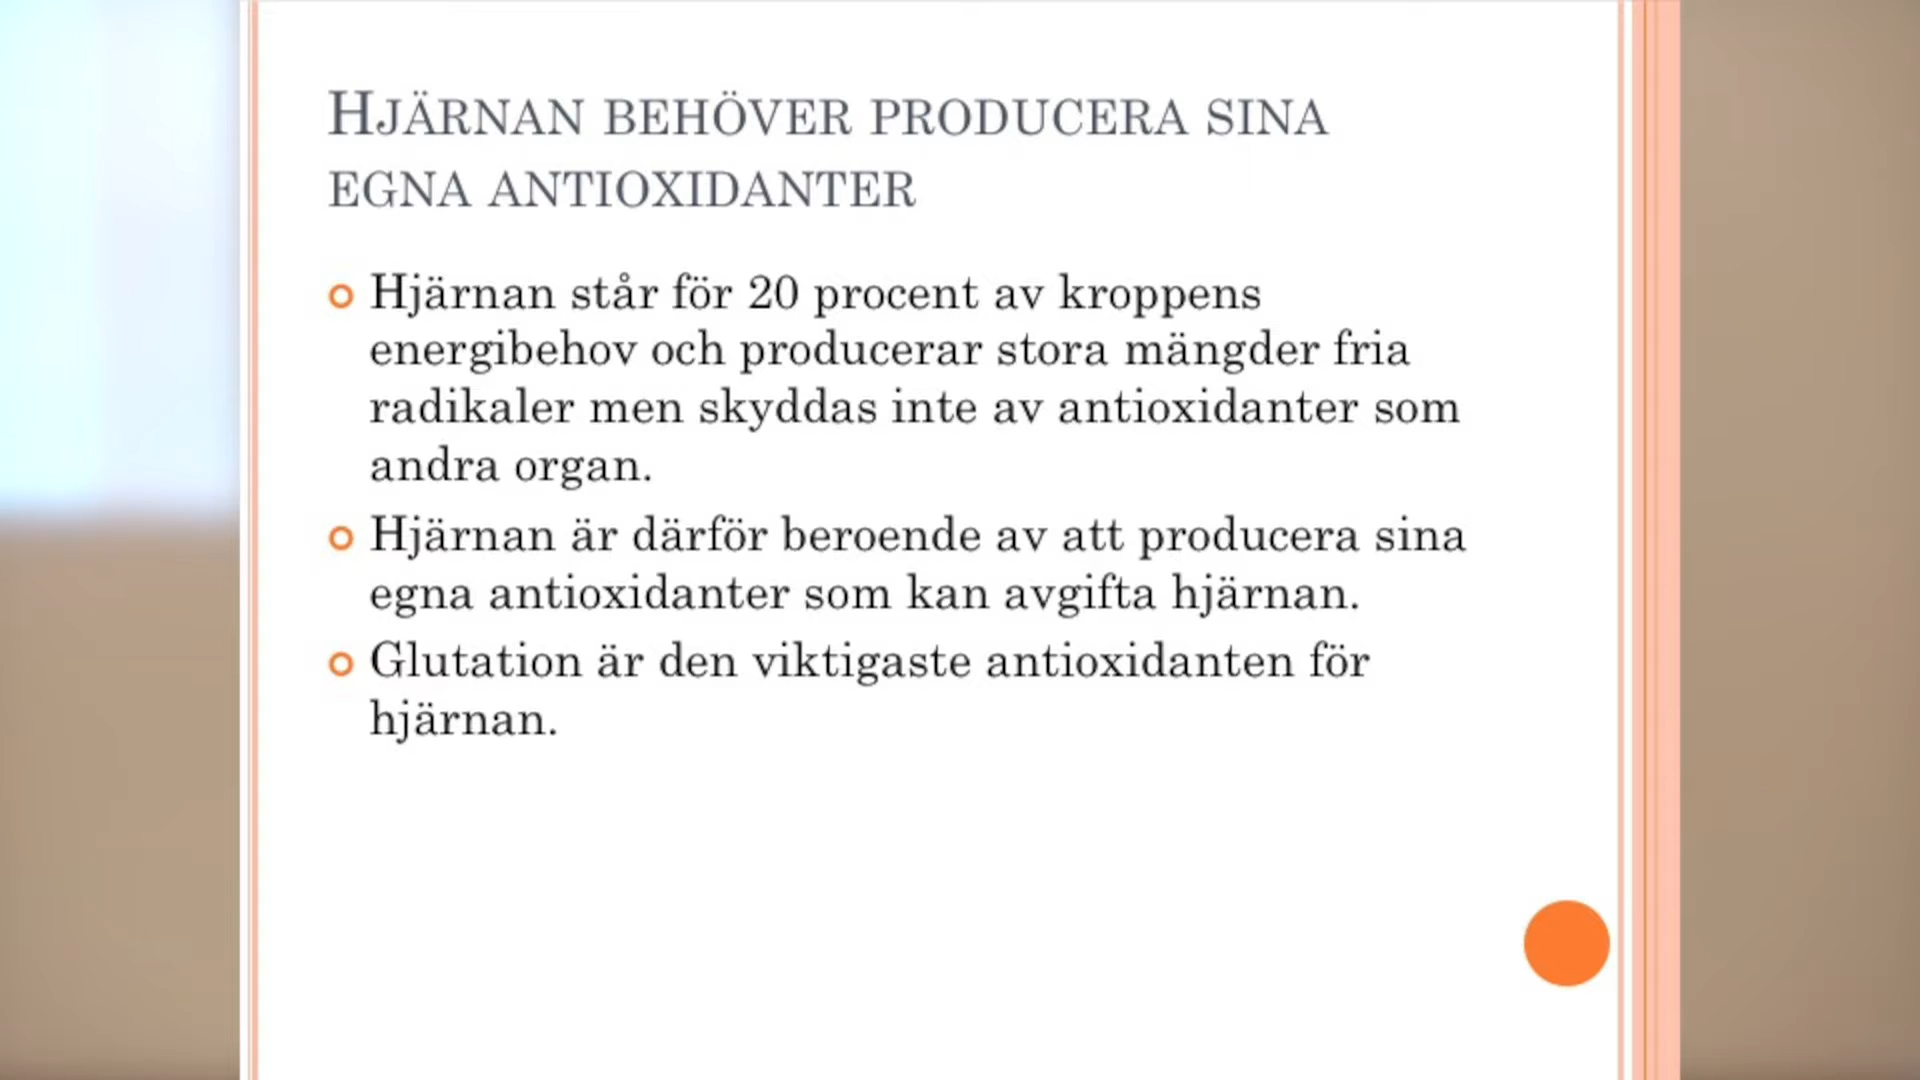 Hjärnan behöver producera sina
egna antioxidanter
Hjärnan står för 20 procent av kroppens
energibehov och producerar stora mängder fria
radikaler men skyddas inte av antioxidanter som
andra organ.
Hjärnan är därför beroende av att producera sina
egna antioxidanter som kan avgifta hjärnan.
Glutation är den viktigaste antioxidanten för
hjärnan.